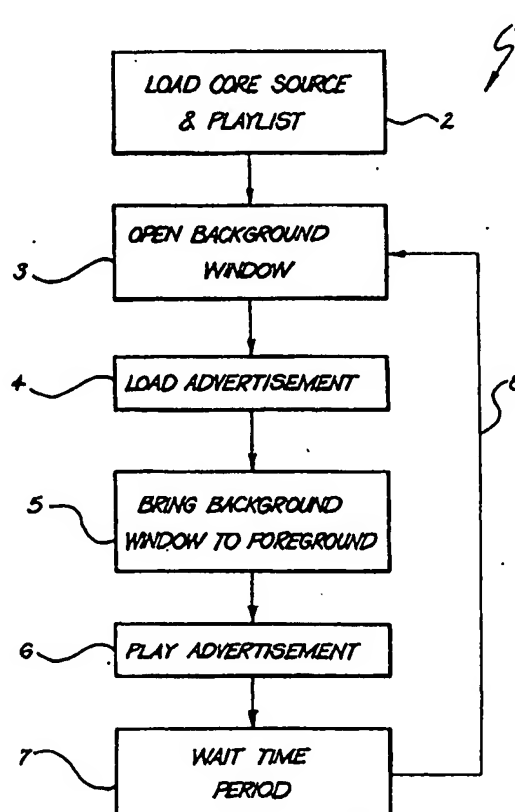 LOAD CORE SOURCE
& PLAYLIST
2
OPEN BACKGROUND
WINDOW
3
4
LOAD ADVERTISEMENT
8
5
BRING BACKGROUND
WINDOW TO FOREGROUND
6
PLAY ADVERTISEMENT
7
WAIT TIME
PERIOD